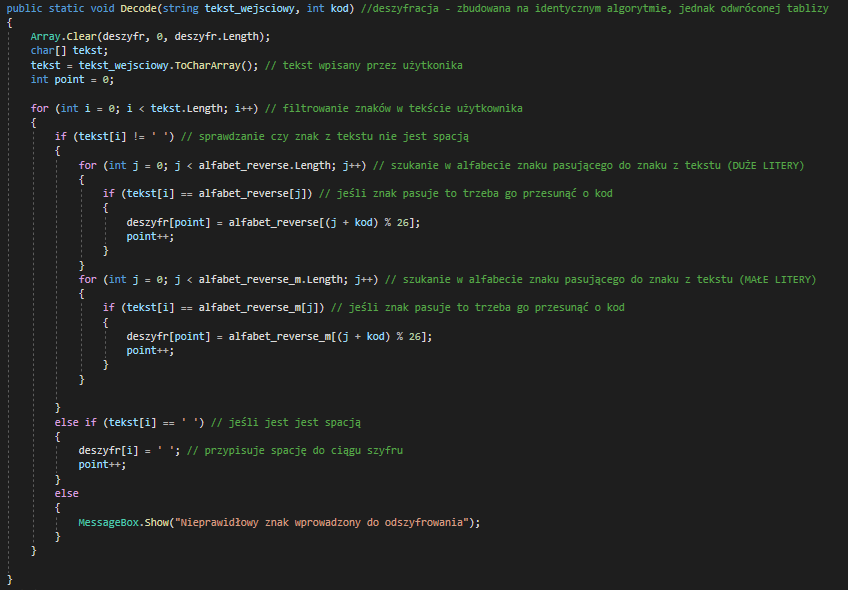 public static void Decode(string tekst_wejsciowy, int kod) //deszyfracja - zbudowana na identycznym algorytmie, jednak odwróconej tablizy
{
Array.Clear(deszyfr, 0, deszyfr.Length);
char[] tekst;
tekst = tekst_wejsciowy.ToCharArray(); // tekst wpisany przez użytkonika
int point = 0;
for (int i = 0; i < tekst.Length; i++) // filtrowanie znaków w tekście użytkownika
{
if (tekst[i] != ' ') // sprawdzanie czy znak z tekstu nie jest spacją
{
for (int j = 0; j < alfabet_reverse.Length; j++) // szukanie w alfabecie znaku pasującego do znaku z tekstu (DUŻE LITERY)
{
if (tekst[i] == alfabet_reverse[j]) // jeśli znak pasuje to trzeba go przesunąć o kod
{
deszyfr[point] = alfabet_reverse[(j + kod) % 26];
point++;
}
}
for (int j = 0; j < alfabet_reverse_m.Length; j++) // szukanie w alfabecie znaku pasującego do znaku z tekstu (MAŁE LITERY)
{
if (tekst[i] == alfabet_reverse_m[j]) // jeśli znak pasuje to trzeba go przesunąć o kod
{
deszyfr[point] = alfabet_reverse_m[(j + kod) % 26];
point++;
}
}
}
else if (tekst[i] == ' ') // jeśli jest jest spacją
{
deszyfr[i] = ' '; // przypisuje spację do ciągu szyfru
point++;
}
else
{
MessageBox.Show("Nieprawidłowy znak wprowadzony do odszyfrowania");
}
}
}